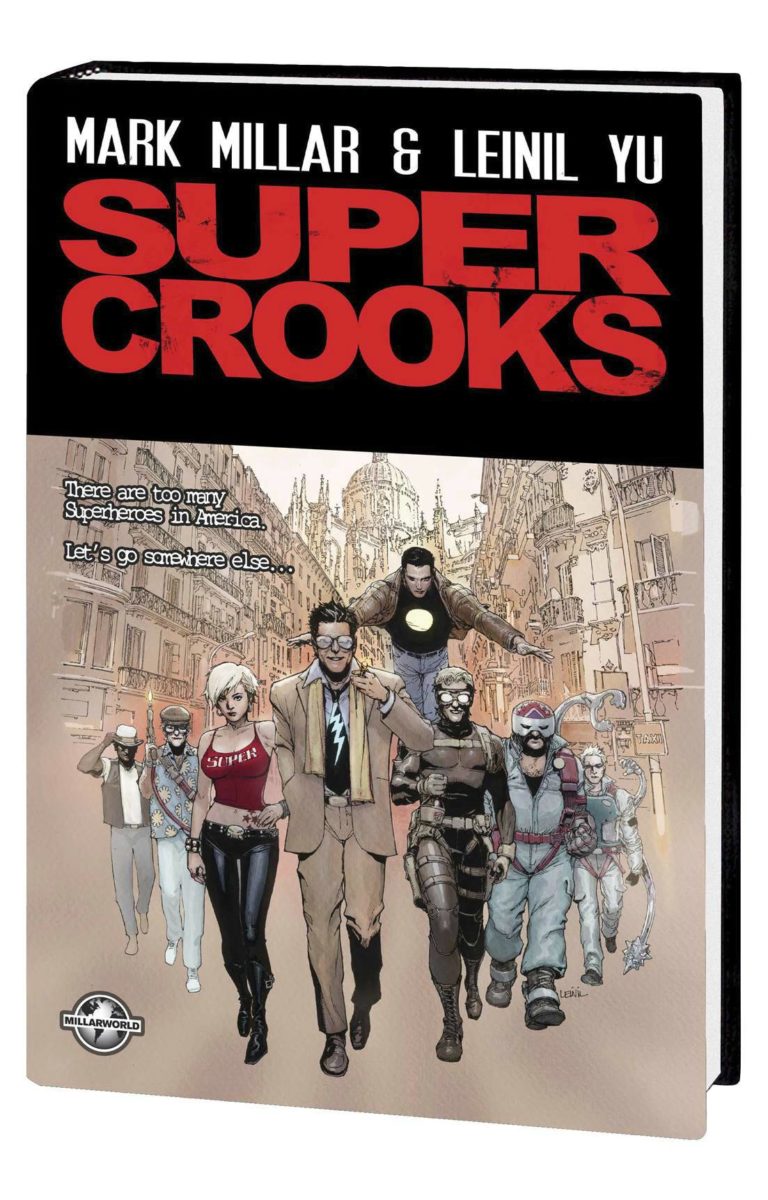 MARK MILLAR & LEINIL YU
SUPER
CROOKS
There are too many
Superheroes in America.
Let's go somewhere else...
SUPER
TAXI
LEINIL
MILLARWORLD